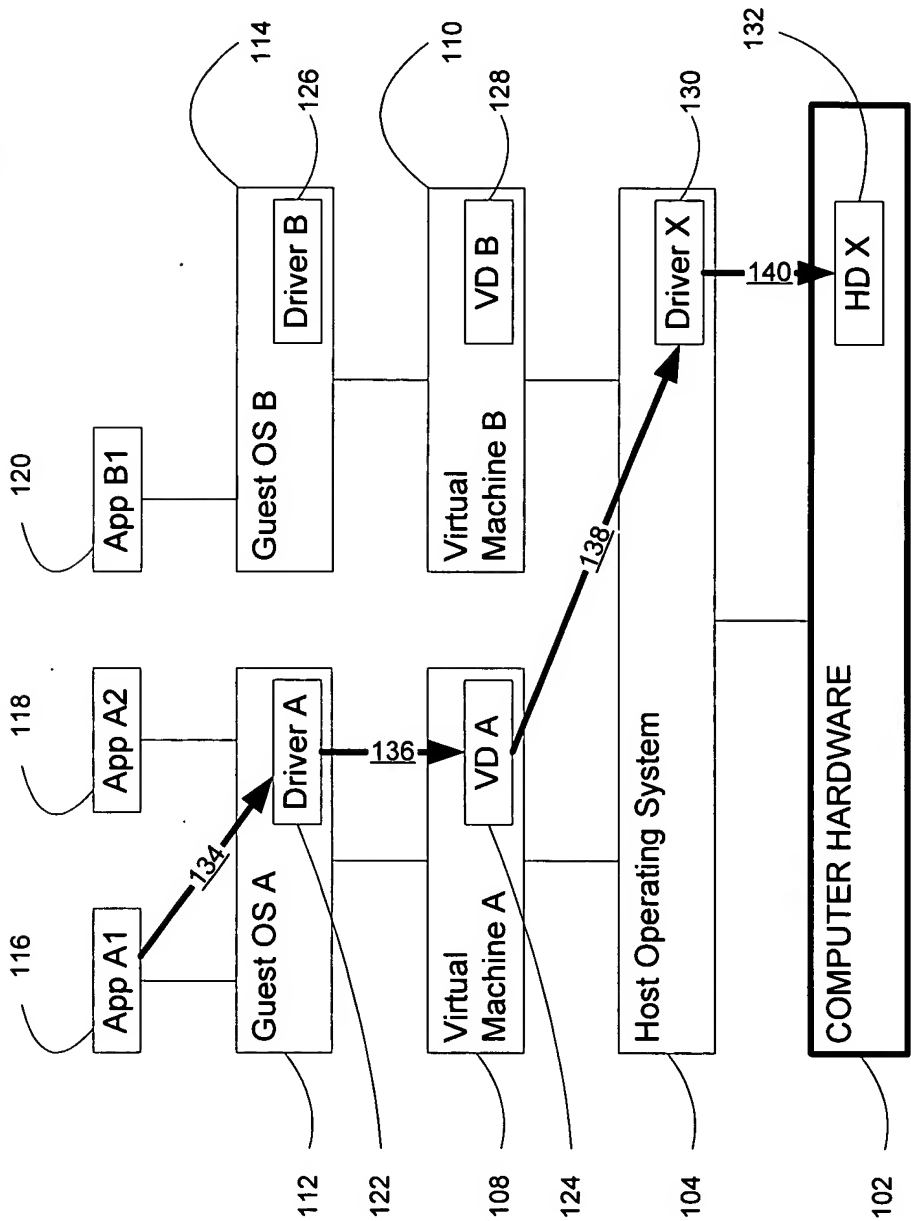 116
118
120
App A1
App A2
App B1
134
114
Guest OS A
Driver A
Guest OS B
Driver B
126
112
122
136
110
Virtual
Machine A
VD A
Virtual
Machine B
VD B
128
108
124
138
Host Operating System
Driver X
130
104
140
132
COMPUTER HARDWARE
HD X
102